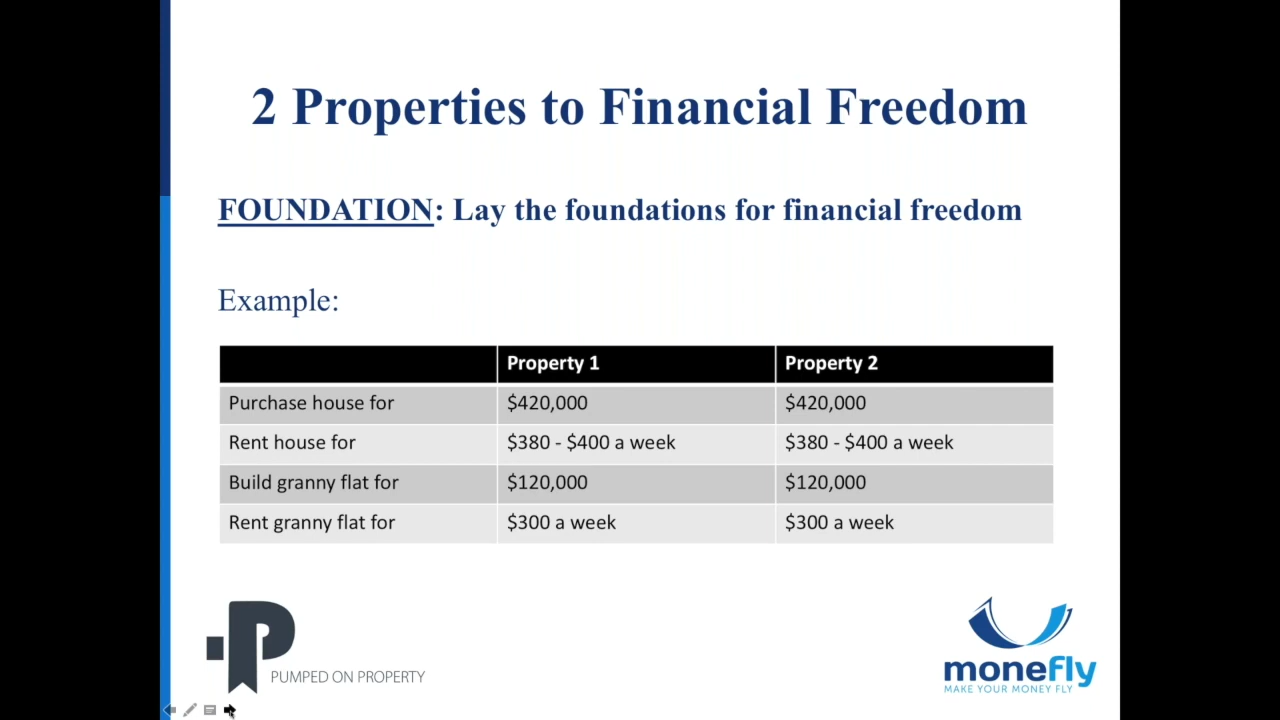 2 Properties to Financial Freedom
FOUNDATION: Lay the foundations for financial freedom
Example:
Property 1 Property 2
Purchase house for $420,000 $420,000
Rent house for $380 - $400 a week $380 - $400 a week
Build granny flat for $120,000 $120,000
Rent granny flat for $300 a week $300 a week
P
PUMPED ON PROPERTY
monefly
MAKE YOUR MONEY FLY